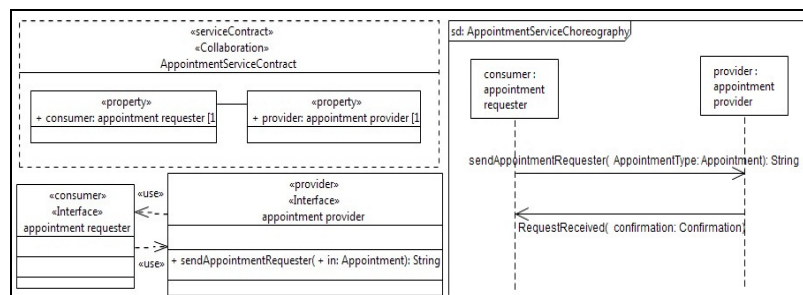 «serviceContract»
«Collaboration»
AppointmentServiceContract
«property»
+ consumer: appointment requester [1
«property»
+ provider: appointment provider [1
«consumer»
«Interface»
appointment requester
«use»
«use»
«provider»
«Interface»
appointment provider
+ sendAppointmentRequester( + in: Appointment): String
sd: AppointmentServiceChoreography
consumer :
appointment
requester
provider :
appointment
provider
sendAppointmentRequester( AppointmentType: Appointment): String
RequestReceived( confirmation: Confirmation)